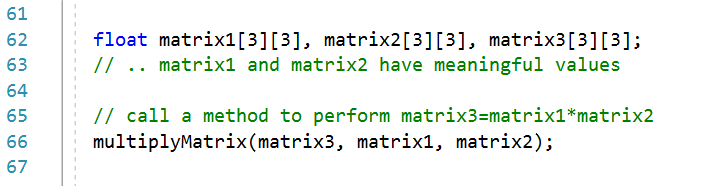 61
62 float matrix1[3][3], matrix2[3][3], matrix3[3][3];
63 // .. matrix1 and matrix2 have meaningful values
64
65 // call a method to perform matrix3=matrix1*matrix2
66 multiplyMatrix(matrix3, matrix1, matrix2);
67